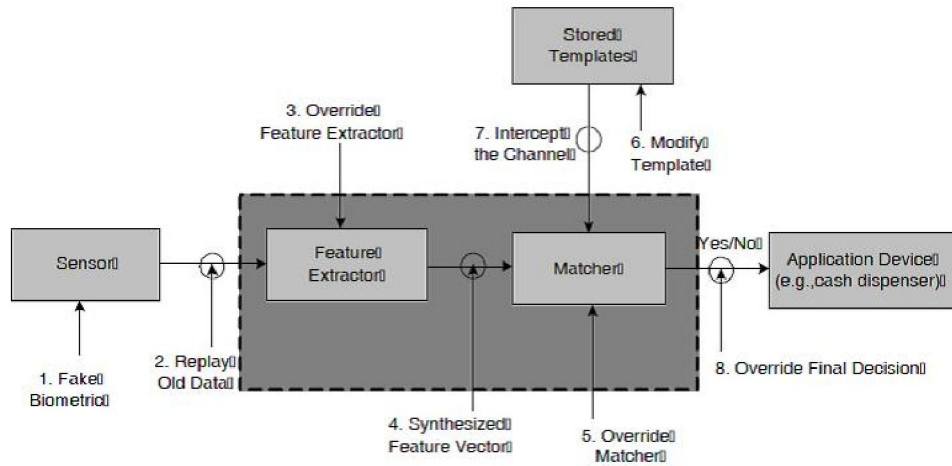 Stored
Templates
3. Override
Feature Extractor
7. Intercept
the Channel
6. Modify
Template
Sensor
Feature
Extractor
Matcher
Yes/No
Application Device
(e.g.,cash dispenser)
2. Replay
Old Data
1. Fake
Biometric
4. Synthesized
Feature Vector
5. Override
Matcher
8. Override Final Decision